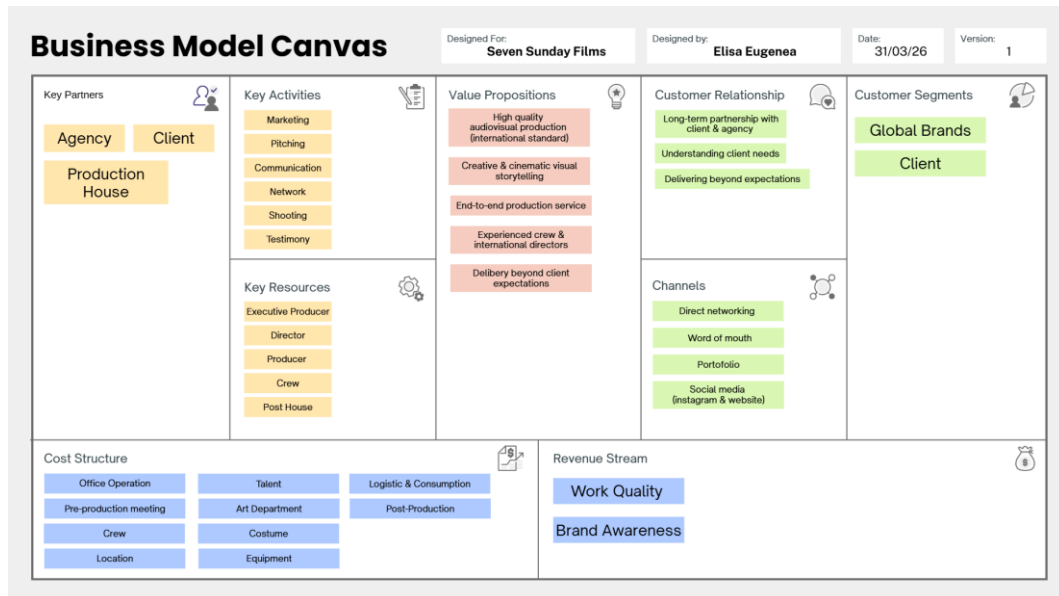 Business Model Canvas
Designed For:
Seven Sunday Films
Designed by:
Elisa Eugenea
Date:
31/03/26
Version:
1
Key Partners
Agency
Client
Production
House
Key Activities
Marketing
Pitching
Communication
Network
Shooting
Testimony
Key Resources
Executive Producer
Director
Producer
Crew
Post House
Value Propositions
High quality
audiovisual production
(international standard)
Creative & cinematic visual
storytelling
End-to-end production service
Experienced crew &
international directors
Delibery beyond client
expectations
Customer Relationship
Long-term partnership with
client & agency
Understanding client needs
Delivering beyond expectations
Channels
Direct networking
Word of mouth
Portofolio
Social media
(instagram & website)
Customer Segments
Global Brands
Client
Cost Structure
Office Operation
Talent
Logistic & Consumption
Pre-production meeting
Art Department
Post-Production
Crew
Costume
Location
Equipment
Revenue Stream
Work Quality
Brand Awareness